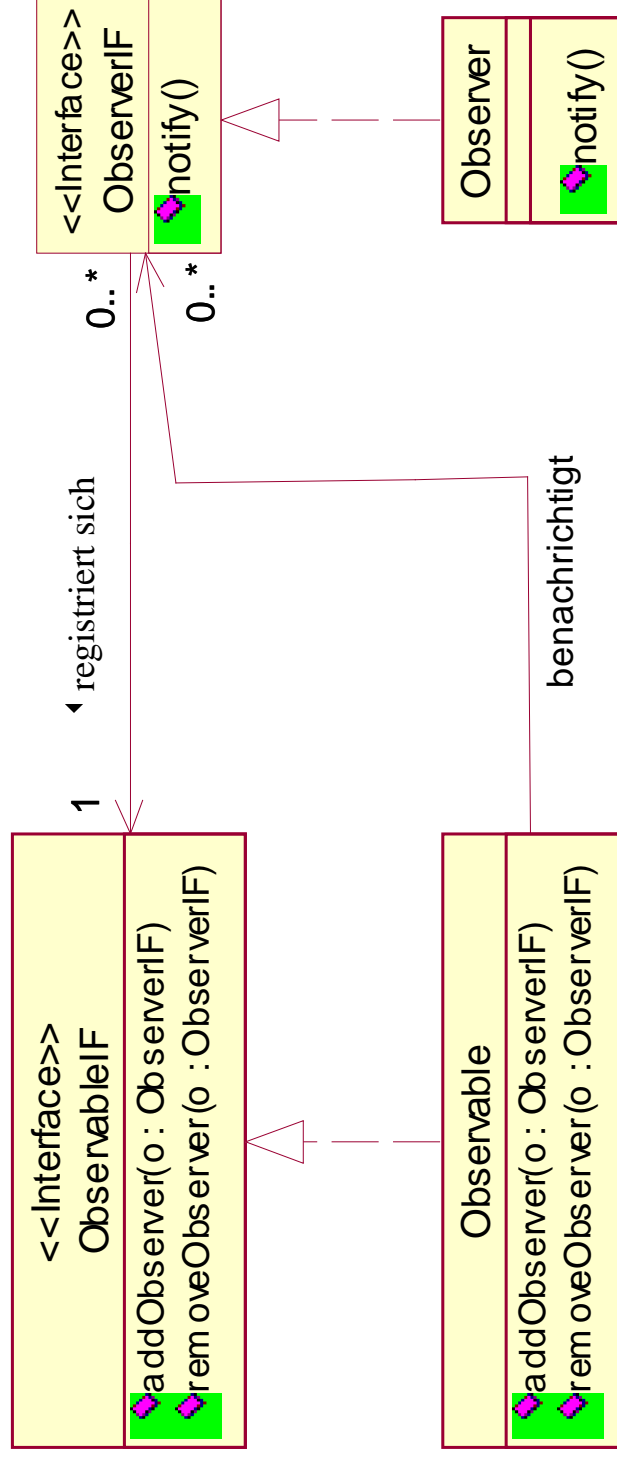 <<Interface>>
ObservableIF
addObserver(o : ObserverIF)
removeObserver(o : ObserverIF)
1
◄ registriert sich
0..*
<<Interface>>
ObserverIF
notify()
0..*
Observable
addObserver(o : ObserverIF)
removeObserver(o : ObserverIF)
benachrichtigt
Observer
notify()